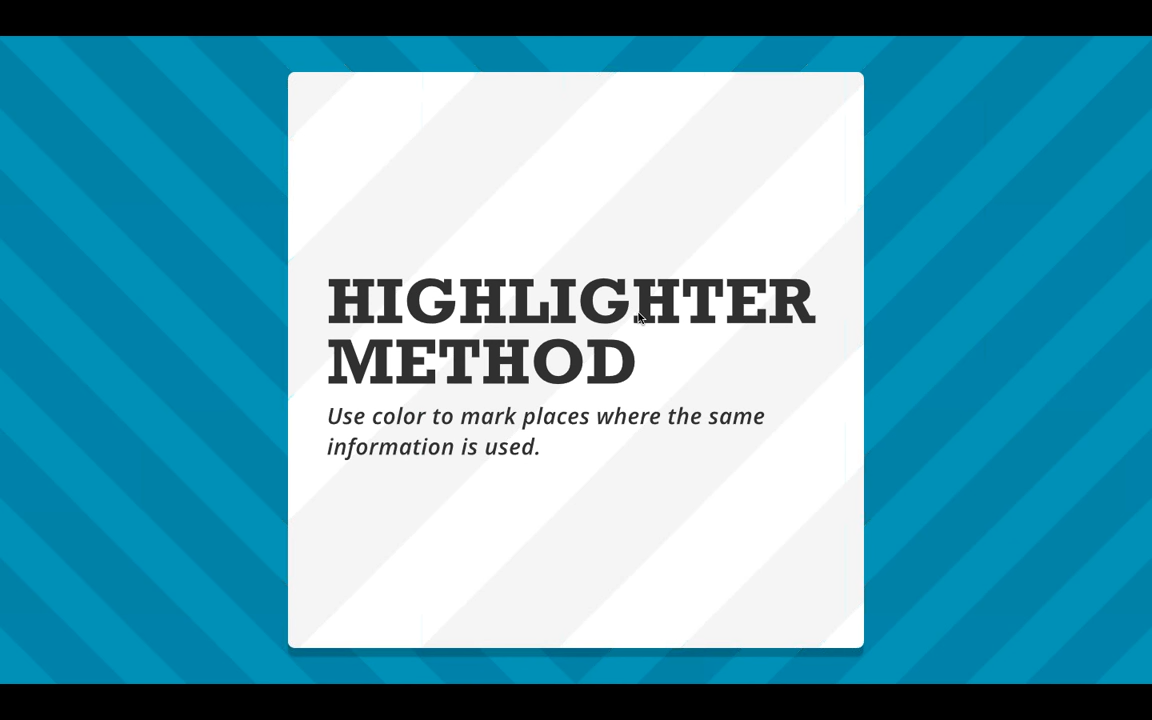 HIGHLIGHTER
METHOD
Use color to mark places where the same
information is used.